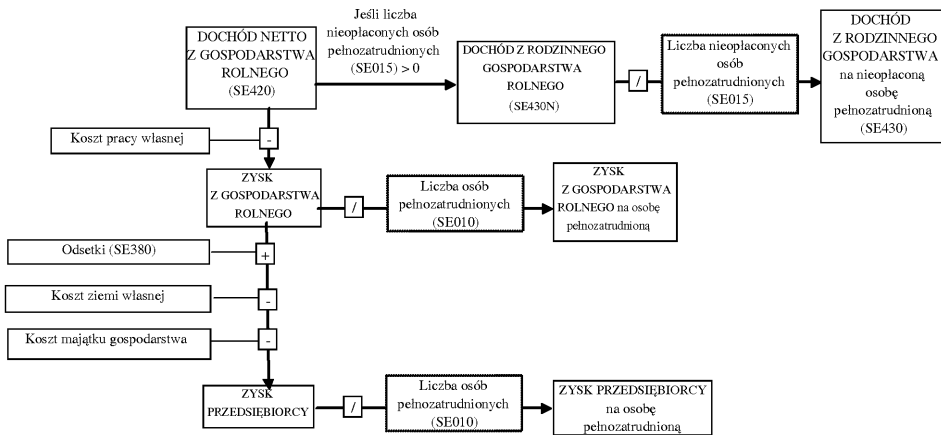 DOCHÓD NETTO
Z GOSPODARSTWA
ROLNEGO
(SE420)
Jeśli liczba
nieopłaconych osób
pełnozatrudnionych
(SE015) > 0
DOCHÓD Z RODZINNEGO
GOSPODARSTWA
ROLNEGO
(SE430N)
/
Liczba nieopłaconych
osób
pełnozatrudnionych
(SE015)
DOCHÓD
Z RODZINNEGO
GOSPODARSTWA
na nieopłaconą
osobę
pełnozatrudnioną
(SE430)
Koszt pracy własnej
-
ZYSK
Z GOSPODARSTWA
ROLNEGO
/
Liczba osób
pełnozatrudnionych
(SE010)
ZYSK
Z GOSPODARSTWA
ROLNEGO na osobę
pełnozatrudnioną
Odsetki (SE380)
+
Koszt ziemi własnej
-
Koszt majątku gospodarstwa
-
ZYSK
PRZEDSIĘBIORCY
/
Liczba osób
pełnozatrudnionych
(SE010)
ZYSK PRZEDSIĘBIORCY
na osobę
pełnozatrudnioną